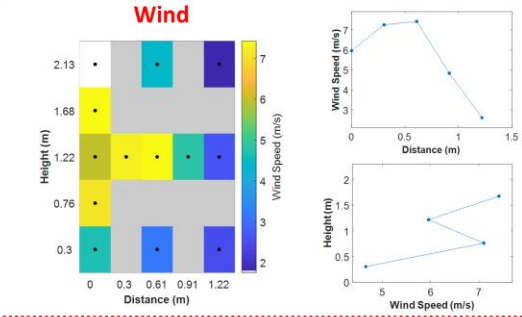 Wind
Height (m)
2.13
1.68
1.22
0.76
0.3
0 0.3 0.61 0.91 1.22
Distance (m)
7
6
5
4
3
2
Wind Speed (m/s)
Wind Speed (m/s)
7
6
5
4
3
0 0.5 1 1.5
Distance (m)
Height(m)
2
1.5
1
0.5
0
5 6 7
Wind Speed (m/s)